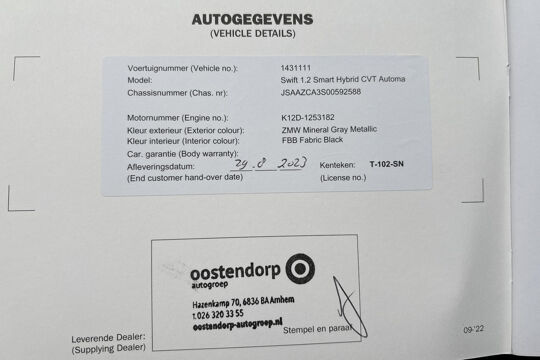 AUTOGEGEVENS
(VEHICLE DETAILS)
Voertuignummer (Vehicle no.): 1431111
Model: Swift 1.2 Smart Hybrid CVT Automa
Chassisnummer (Chas. nr): JSAAZCA3S00592588
Motornummer (Engine no.): K12D-1253182
Kleur exterieur (Exterior colour): ZMW Mineral Gray Metallic
Kleur interieur (Interior colour): FBB Fabric Black
Car. garantie (Body warranty):
Afleveringsdatum: 29.8 2023 Kenteken: T-102-SN
(End customer hand-over date) (License no.)
oostendorp
autogroep
Hazenkamp 70, 6836 BA Arnhem
t.026 320 33 55
oostendorp-autogroep.nl
Stempel en paraaf
Leverende Dealer:
(Supplying Dealer)
09-'22